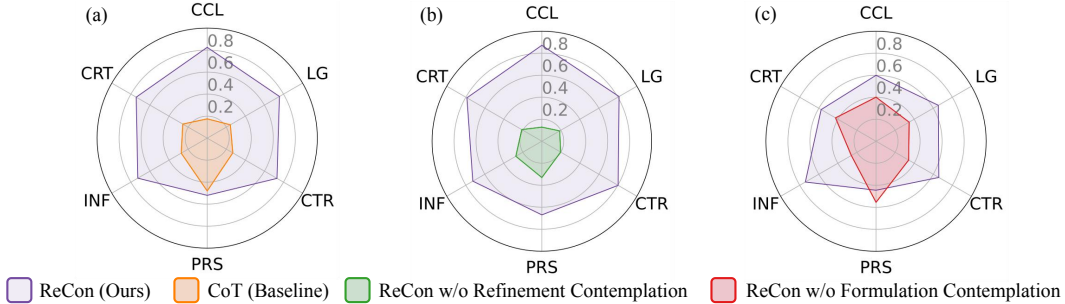 (a)
CCL
0.8
0.6
0.4
0.2
CRT
LG
INF
CTR
PRS
(b)
CCL
0.8
0.6
0.4
0.2
CRT
LG
INF
CTR
PRS
(c)
CCL
0.8
0.6
0.4
0.2
CRT
LG
INF
CTR
PRS
ReCon (Ours)
CoT (Baseline)
ReCon w/o Refinement Contemplation
ReCon w/o Formulation Contemplation